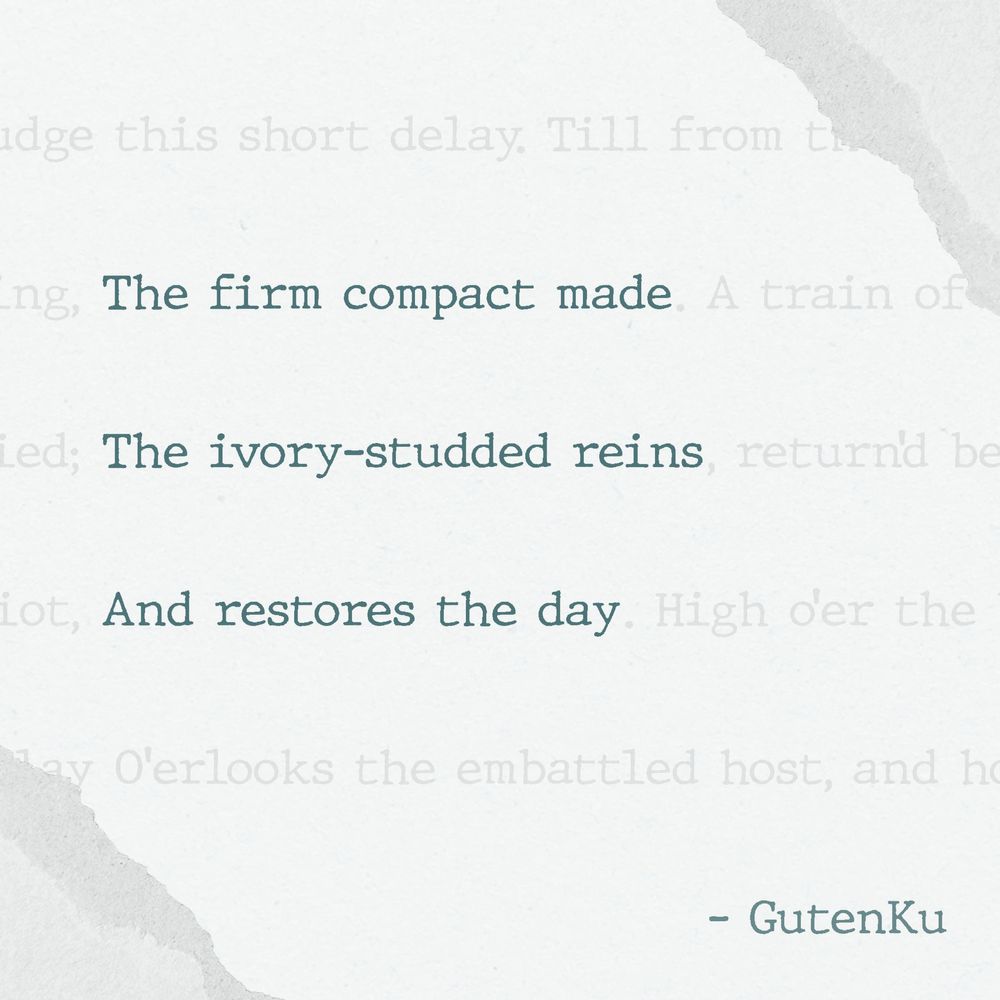 udge this short delay. Till from
ing, The firm compact made. A train of
ied; The ivory-studded reins, return'd be
iot, And restores the day. High o'er the
lay O'erlooks the embattled host, and ho
- GutenKu